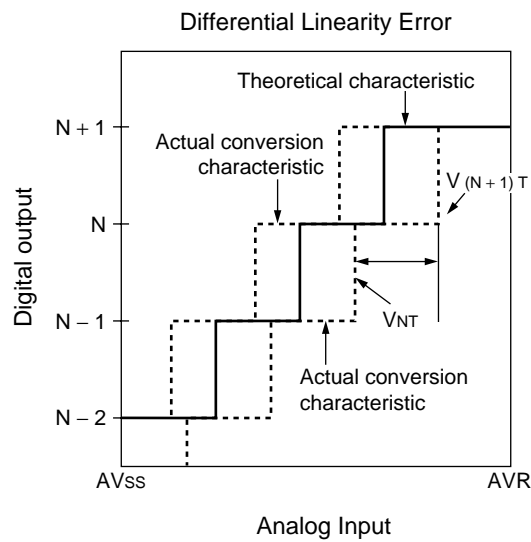 Differential Linearity Error
Theoretical characteristic
N + 1
Actual conversion
characteristic
V (N + 1) T
N
Digital output
N − 1
VNT
Actual conversion
characteristic
N − 2
AVSS
AVR
Analog Input